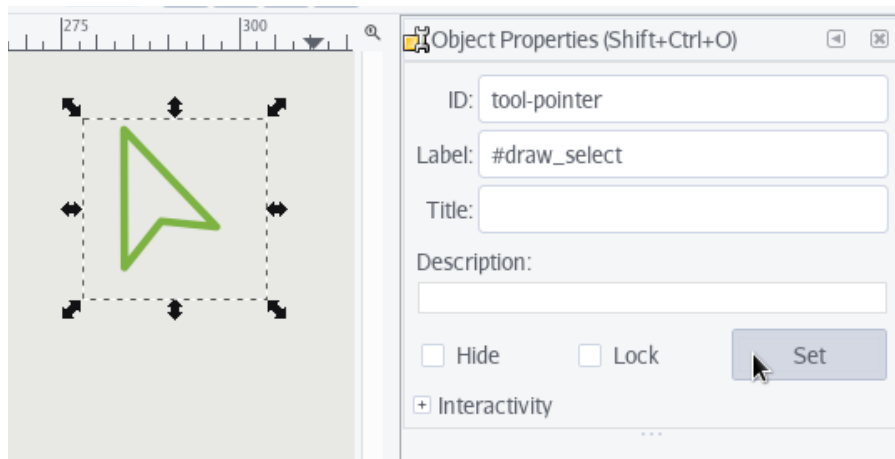 275
300
Object Properties (Shift+Ctrl+O)
ID: tool-pointer
Label: #draw_select
Title:
Description:
Hide
Lock
Set
Interactivity